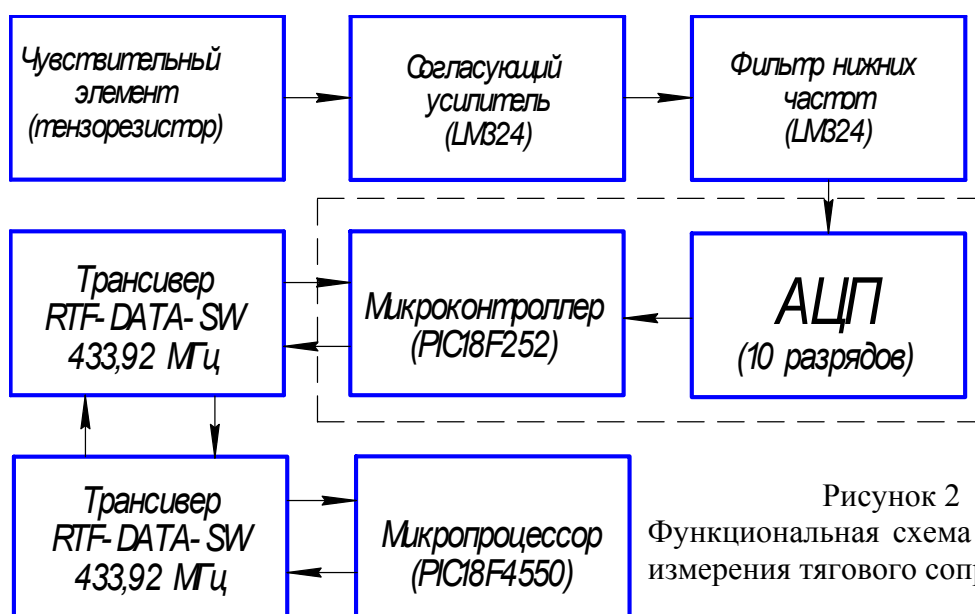 Чувствительный
элемент
(тензорезистор)
Согласующий
усилитель
(LM324)
Фильтр нижних
частот
(LM324)
Трансивер
RTF-DATA-SW
433,92 МГц
Микроконтроллер
(PIC18F252)
АЦП
(10 разрядов)
Трансивер
RTF-DATA-SW
433,92 МГц
Микропроцессор
(PIC18F4550)
Рисунок 2
Функциональная схема
измерения тягового